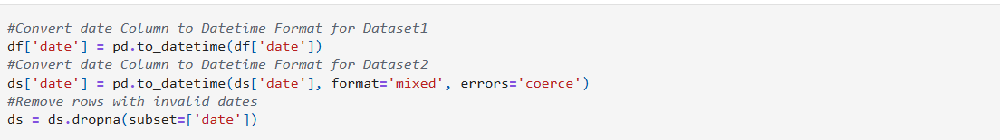 #Convert date Column to Datetime Format for Dataset1
df['date'] = pd.to_datetime(df['date'])
#Convert date Column to Datetime Format for Dataset2
ds['date'] = pd.to_datetime(ds['date'], format='mixed', errors='coerce')
#Remove rows with invalid dates
ds = ds.dropna(subset=['date'])